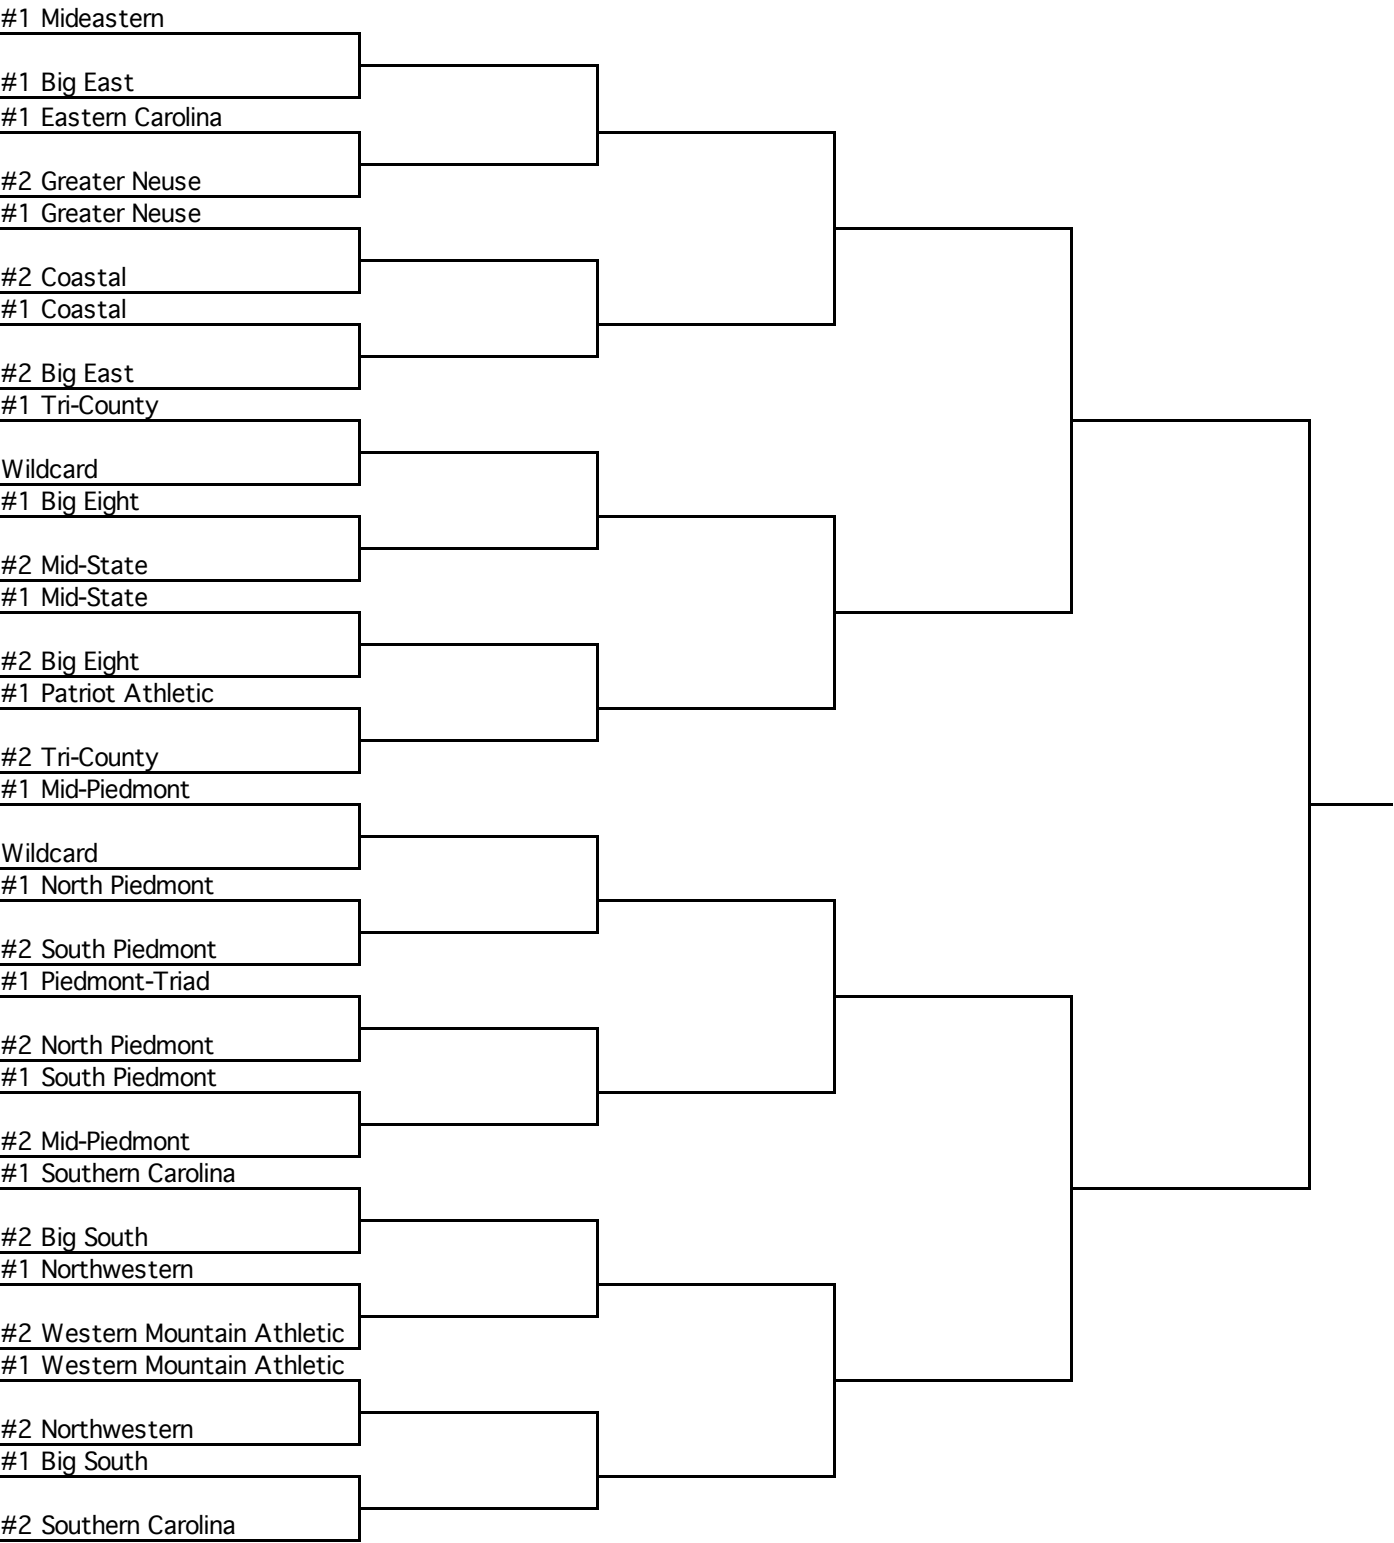 #1 Mideastern
#1 Big East
#1 Eastern Carolina
#2 Greater Neuse
#1 Greater Neuse
#2 Coastal
#1 Coastal
#2 Big East
#1 Tri-County
Wildcard
#1 Big Eight
#2 Mid-State
#1 Mid-State
#2 Big Eight
#1 Patriot Athletic
#2 Tri-County
#1 Mid-Piedmont
Wildcard
#1 North Piedmont
#2 South Piedmont
#1 Piedmont-Triad
#2 North Piedmont
#1 South Piedmont
#2 Mid-Piedmont
#1 Southern Carolina
#2 Big South
#1 Northwestern
#2 Western Mountain Athletic
#1 Western Mountain Athletic
#2 Northwestern
#1 Big South
#2 Southern Carolina